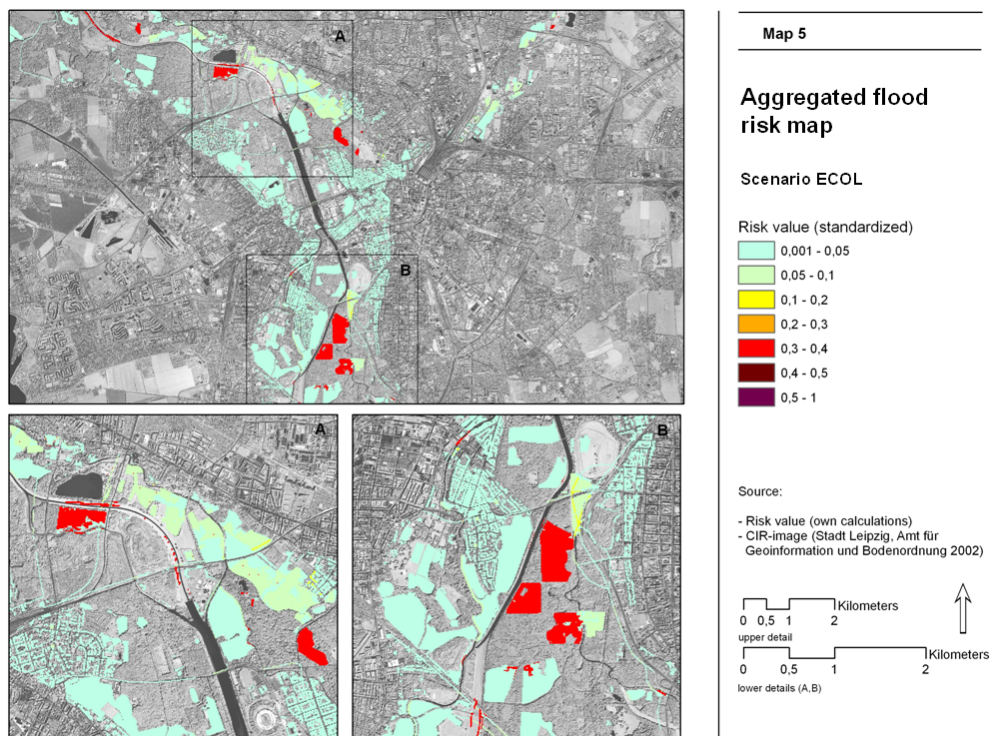 A
B
A
B
Map 5
Aggregated flood
risk map
Scenario ECOL
Risk value (standardized)
0,001 - 0,05
0,05 - 0,1
0,1 - 0,2
0,2 - 0,3
0,3 - 0,4
0,4 - 0,5
0,5 - 1
Source:
- Risk value (own calculations)
- CIR-image (Stadt Leipzig, Amt für
Geoinformation und Bodenordnung 2002)
Kilometers
0 0,5 1 2
upper detail
Kilometers
0 0,5 1 2
lower details (A,B)